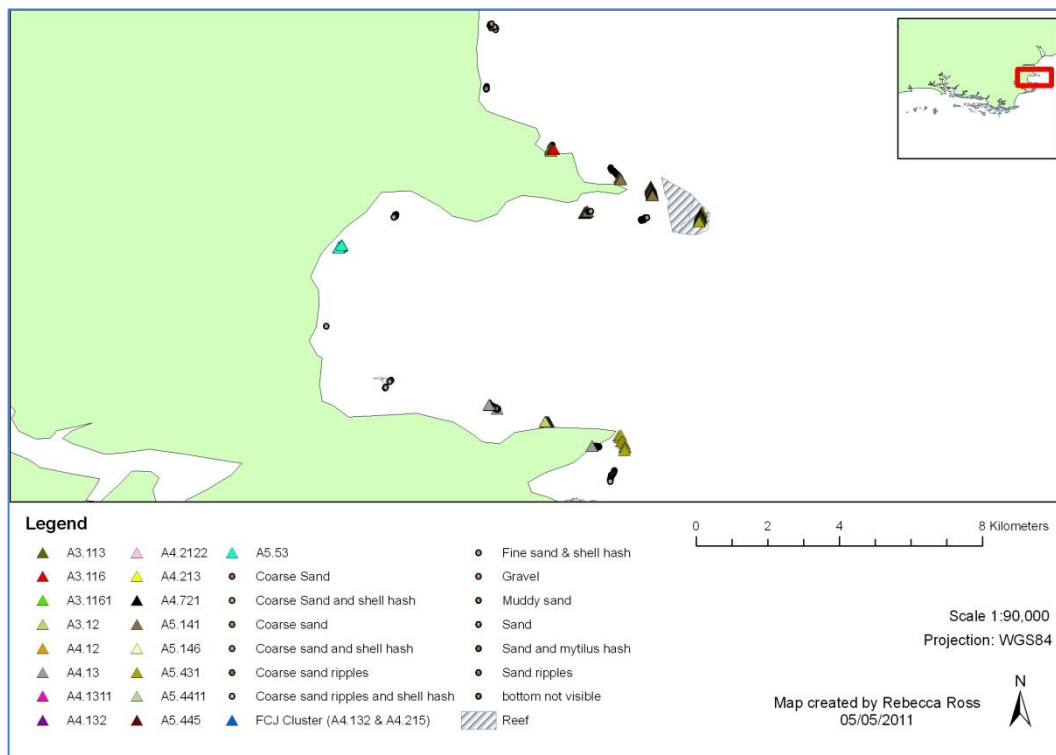 Legend
A3.113
A3.116
A3.1161
A3.12
A4.12
A4.13
A4.1311
A4.132
A4.2122
A4.213
A4.721
A5.141
A5.146
A5.431
A5.4411
A5.445
A5.53
Coarse Sand
Coarse Sand and shell hash
Coarse sand
Coarse sand and shell hash
Coarse sand ripples
Coarse sand ripples and shell hash
FCJ Cluster (A4.132 & A4.215)
Fine sand & shell hash
Gravel
Muddy sand
Sand
Sand and mytilus hash
Sand ripples
bottom not visible
Reef
0 2 4 8 Kilometers
Scale 1:90,000
Projection: WGS84
Map created by Rebecca Ross
05/05/2011
N